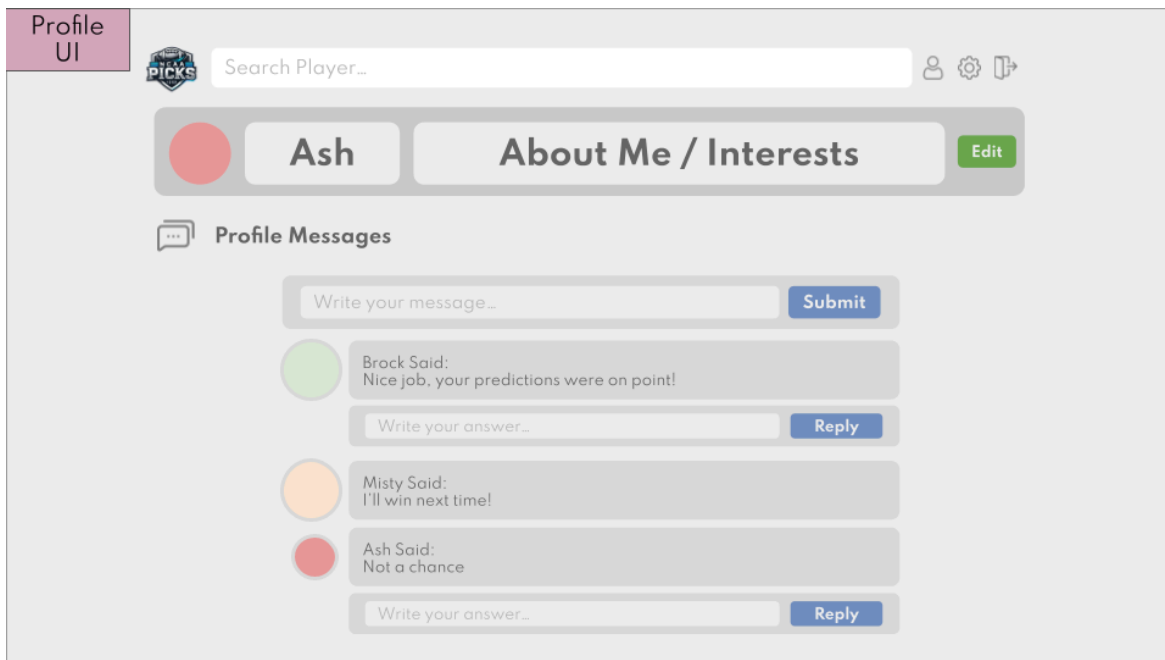 Profile
UI
NCAA
PICKS
Search Player...
Ash
About Me / Interests
Edit
Profile Messages
Write your message...
Submit
Brock Said:
Nice job, your predictions were on point!
Write your answer...
Reply
Misty Said:
I'll win next time!
Ash Said:
Not a chance
Write your answer...
Reply